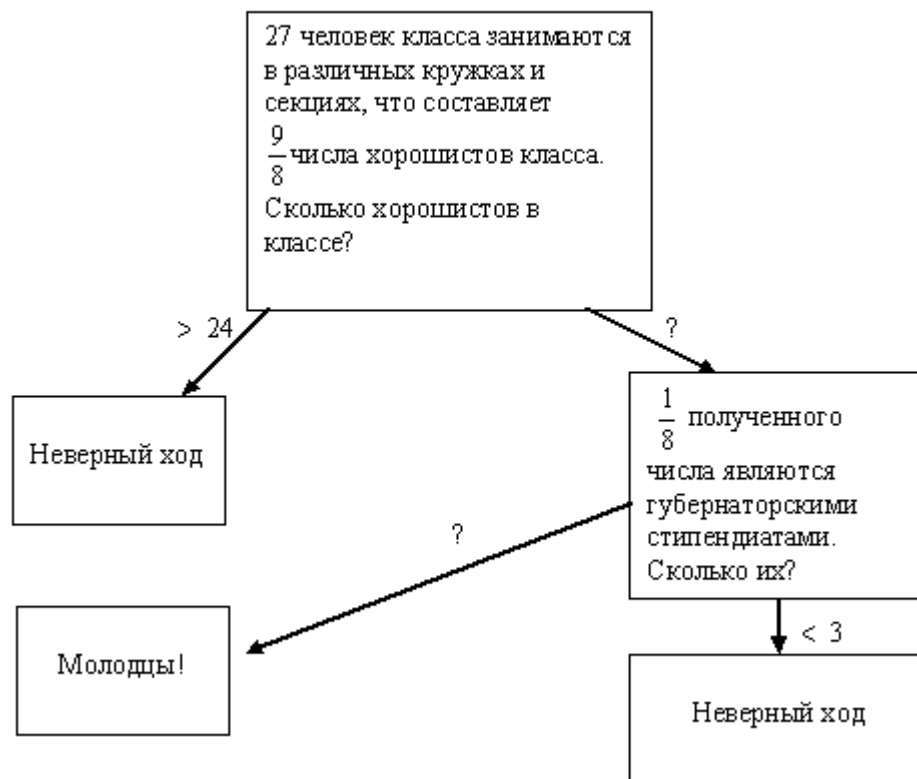 27 человек класса занимаются
в различных кружках и
секциях, что составляет
9/8 числа хорошистов класса.
Сколько хорошистов в
классе?
> 24
?
Неверный ход
1/8 полученного
числа являются
губернаторскими
стипендиатами.
Сколько их?
?
< 3
Молодцы!
Неверный ход